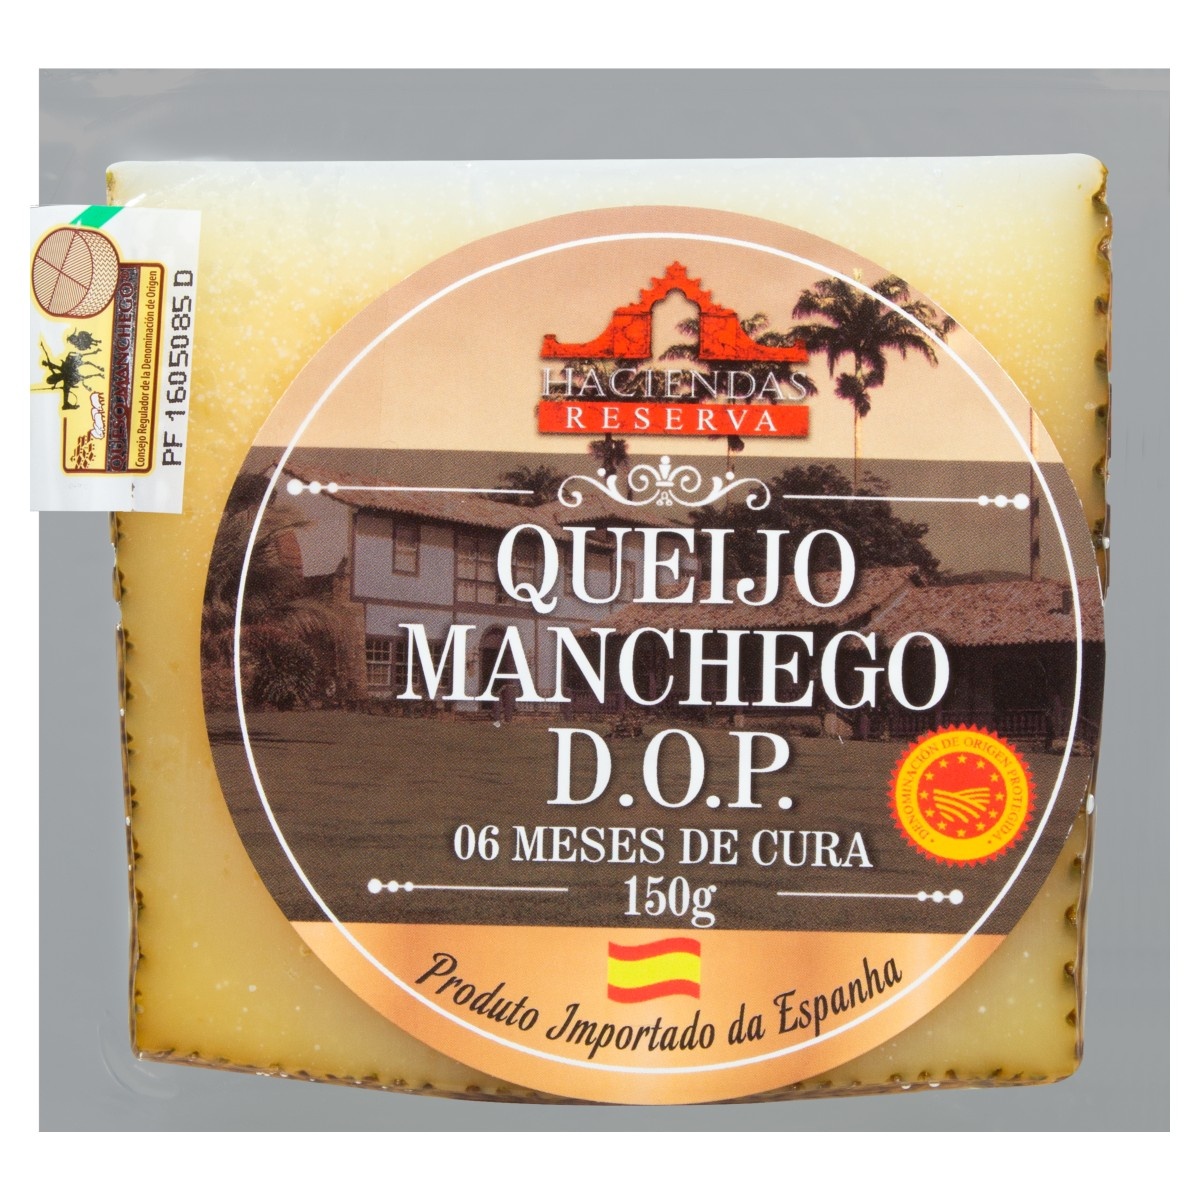 HACIENDAS
RESERVA
QUEIJO
MANCHEGO
D.O.P.
06 MESES DE CURA
150g
Produto Importado da Espanha
DENOMINACIÓN DE ORIGEN PROTEGIDA
QUESO MANCHEGO
Consejo Regulador de la Denominación de Origen
PF 1605085 D